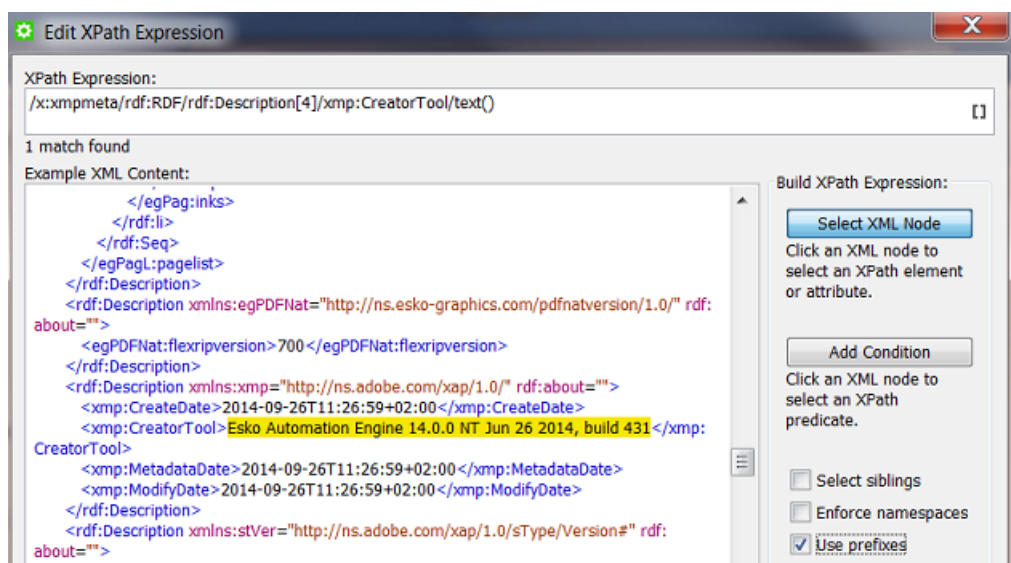 Edit XPath Expression
X
XPath Expression:
/x:xmpmeta/rdf:RDF/rdf:Description[4]/xmp:CreatorTool/text()
[]
1 match found
Example XML Content:
</egPag:inks>
</rdf:li>
</rdf:Seq>
</egPagL:pagelist>
</rdf:Description>
<rdf:Description xmlns:egPDFNat="http://ns.esko-graphics.com/pdfnatversion/1.0/" rdf:
about="">
<egPDFNat:flexripversion>700</egPDFNat:flexripversion>
</rdf:Description>
<rdf:Description xmlns:xmp="http://ns.adobe.com/xap/1.0/" rdf:about="">
<xmp:CreateDate>2014-09-26T11:26:59+02:00</xmp:CreateDate>
<xmp:CreatorTool>Esko Automation Engine 14.0.0 NT Jun 26 2014, build 431</xmp:
CreatorTool>
<xmp:MetadataDate>2014-09-26T11:26:59+02:00</xmp:MetadataDate>
<xmp:ModifyDate>2014-09-26T11:26:59+02:00</xmp:ModifyDate>
</rdf:Description>
<rdf:Description xmlns:stVer="http://ns.adobe.com/xap/1.0/sType/Version#" rdf:
about="">
Build XPath Expression:
Select XML Node
Click an XML node to
select an XPath element
or attribute.
Add Condition
Click an XML node to
select an XPath
predicate.
Select siblings
Enforce namespaces
Use prefixes